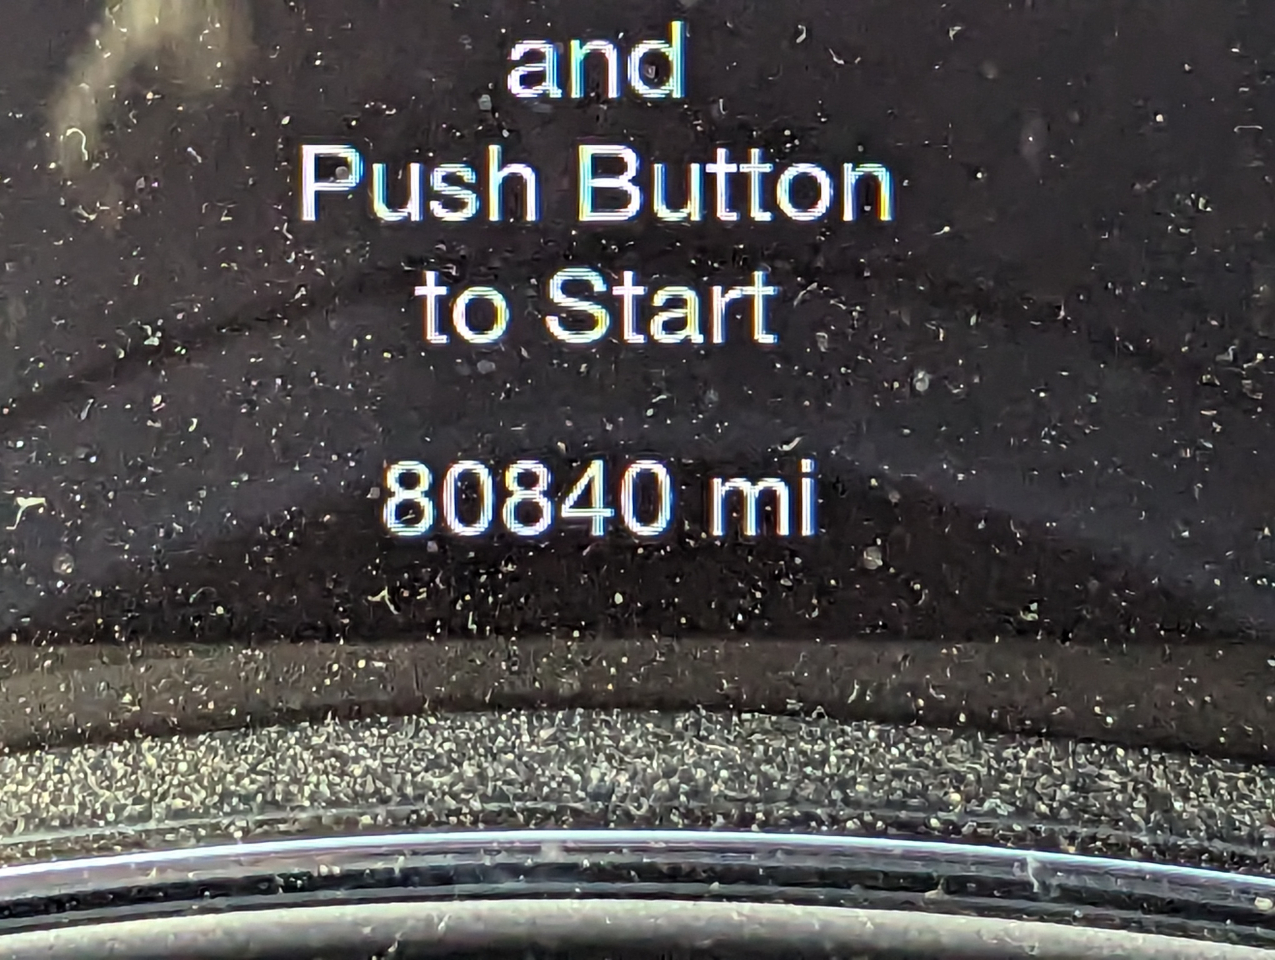 and
Push Button
to Start
80840 mi